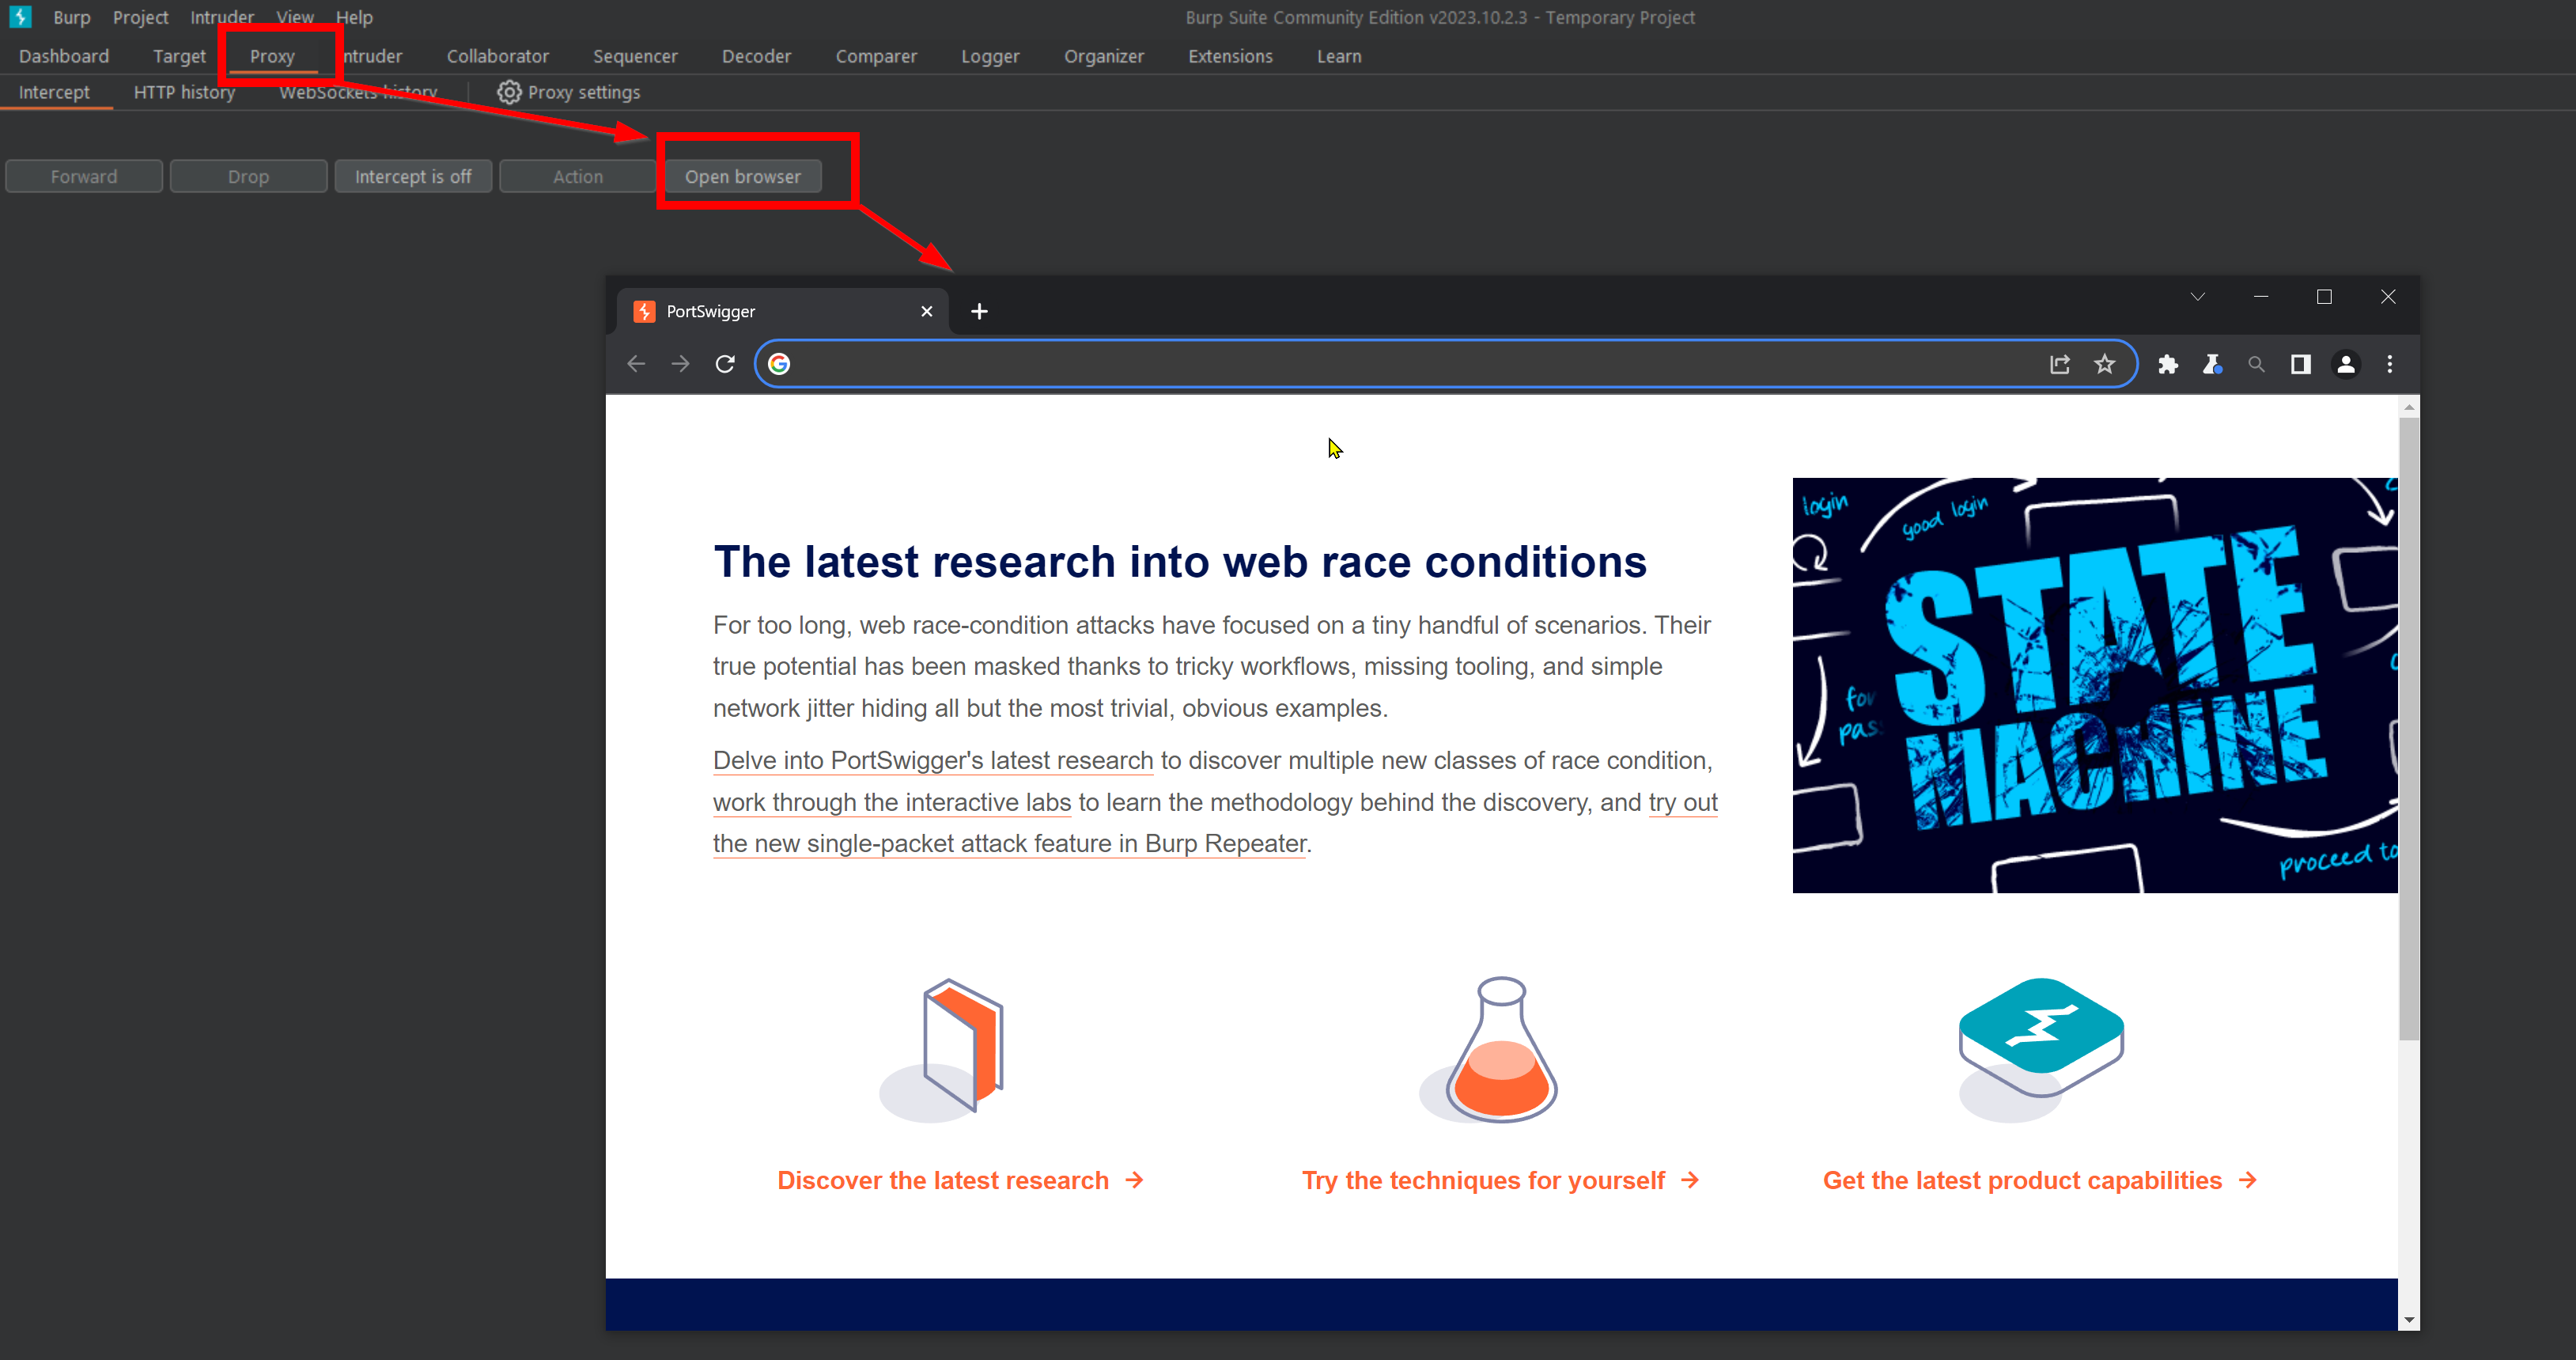 Burp Project Intruder View Help
Burp Suite Community Edition v2023.10.2.3 - Temporary Project
Dashboard Target Proxy ntruder Collaborator Sequencer Decoder Comparer Logger Organizer Extensions Learn
Intercept HTTP history WebSockets history Proxy settings
Forward Drop Intercept is off Action Open browser
PortSwigger
login
good login
STATE
MACHINE
for
pas
proceed to
The latest research into web race conditions
For too long, web race-condition attacks have focused on a tiny handful of scenarios. Their
true potential has been masked thanks to tricky workflows, missing tooling, and simple
network jitter hiding all but the most trivial, obvious examples.
Delve into PortSwigger's latest research to discover multiple new classes of race condition,
work through the interactive labs to learn the methodology behind the discovery, and try out
the new single-packet attack feature in Burp Repeater.
Discover the latest research →
Try the techniques for yourself →
Get the latest product capabilities →